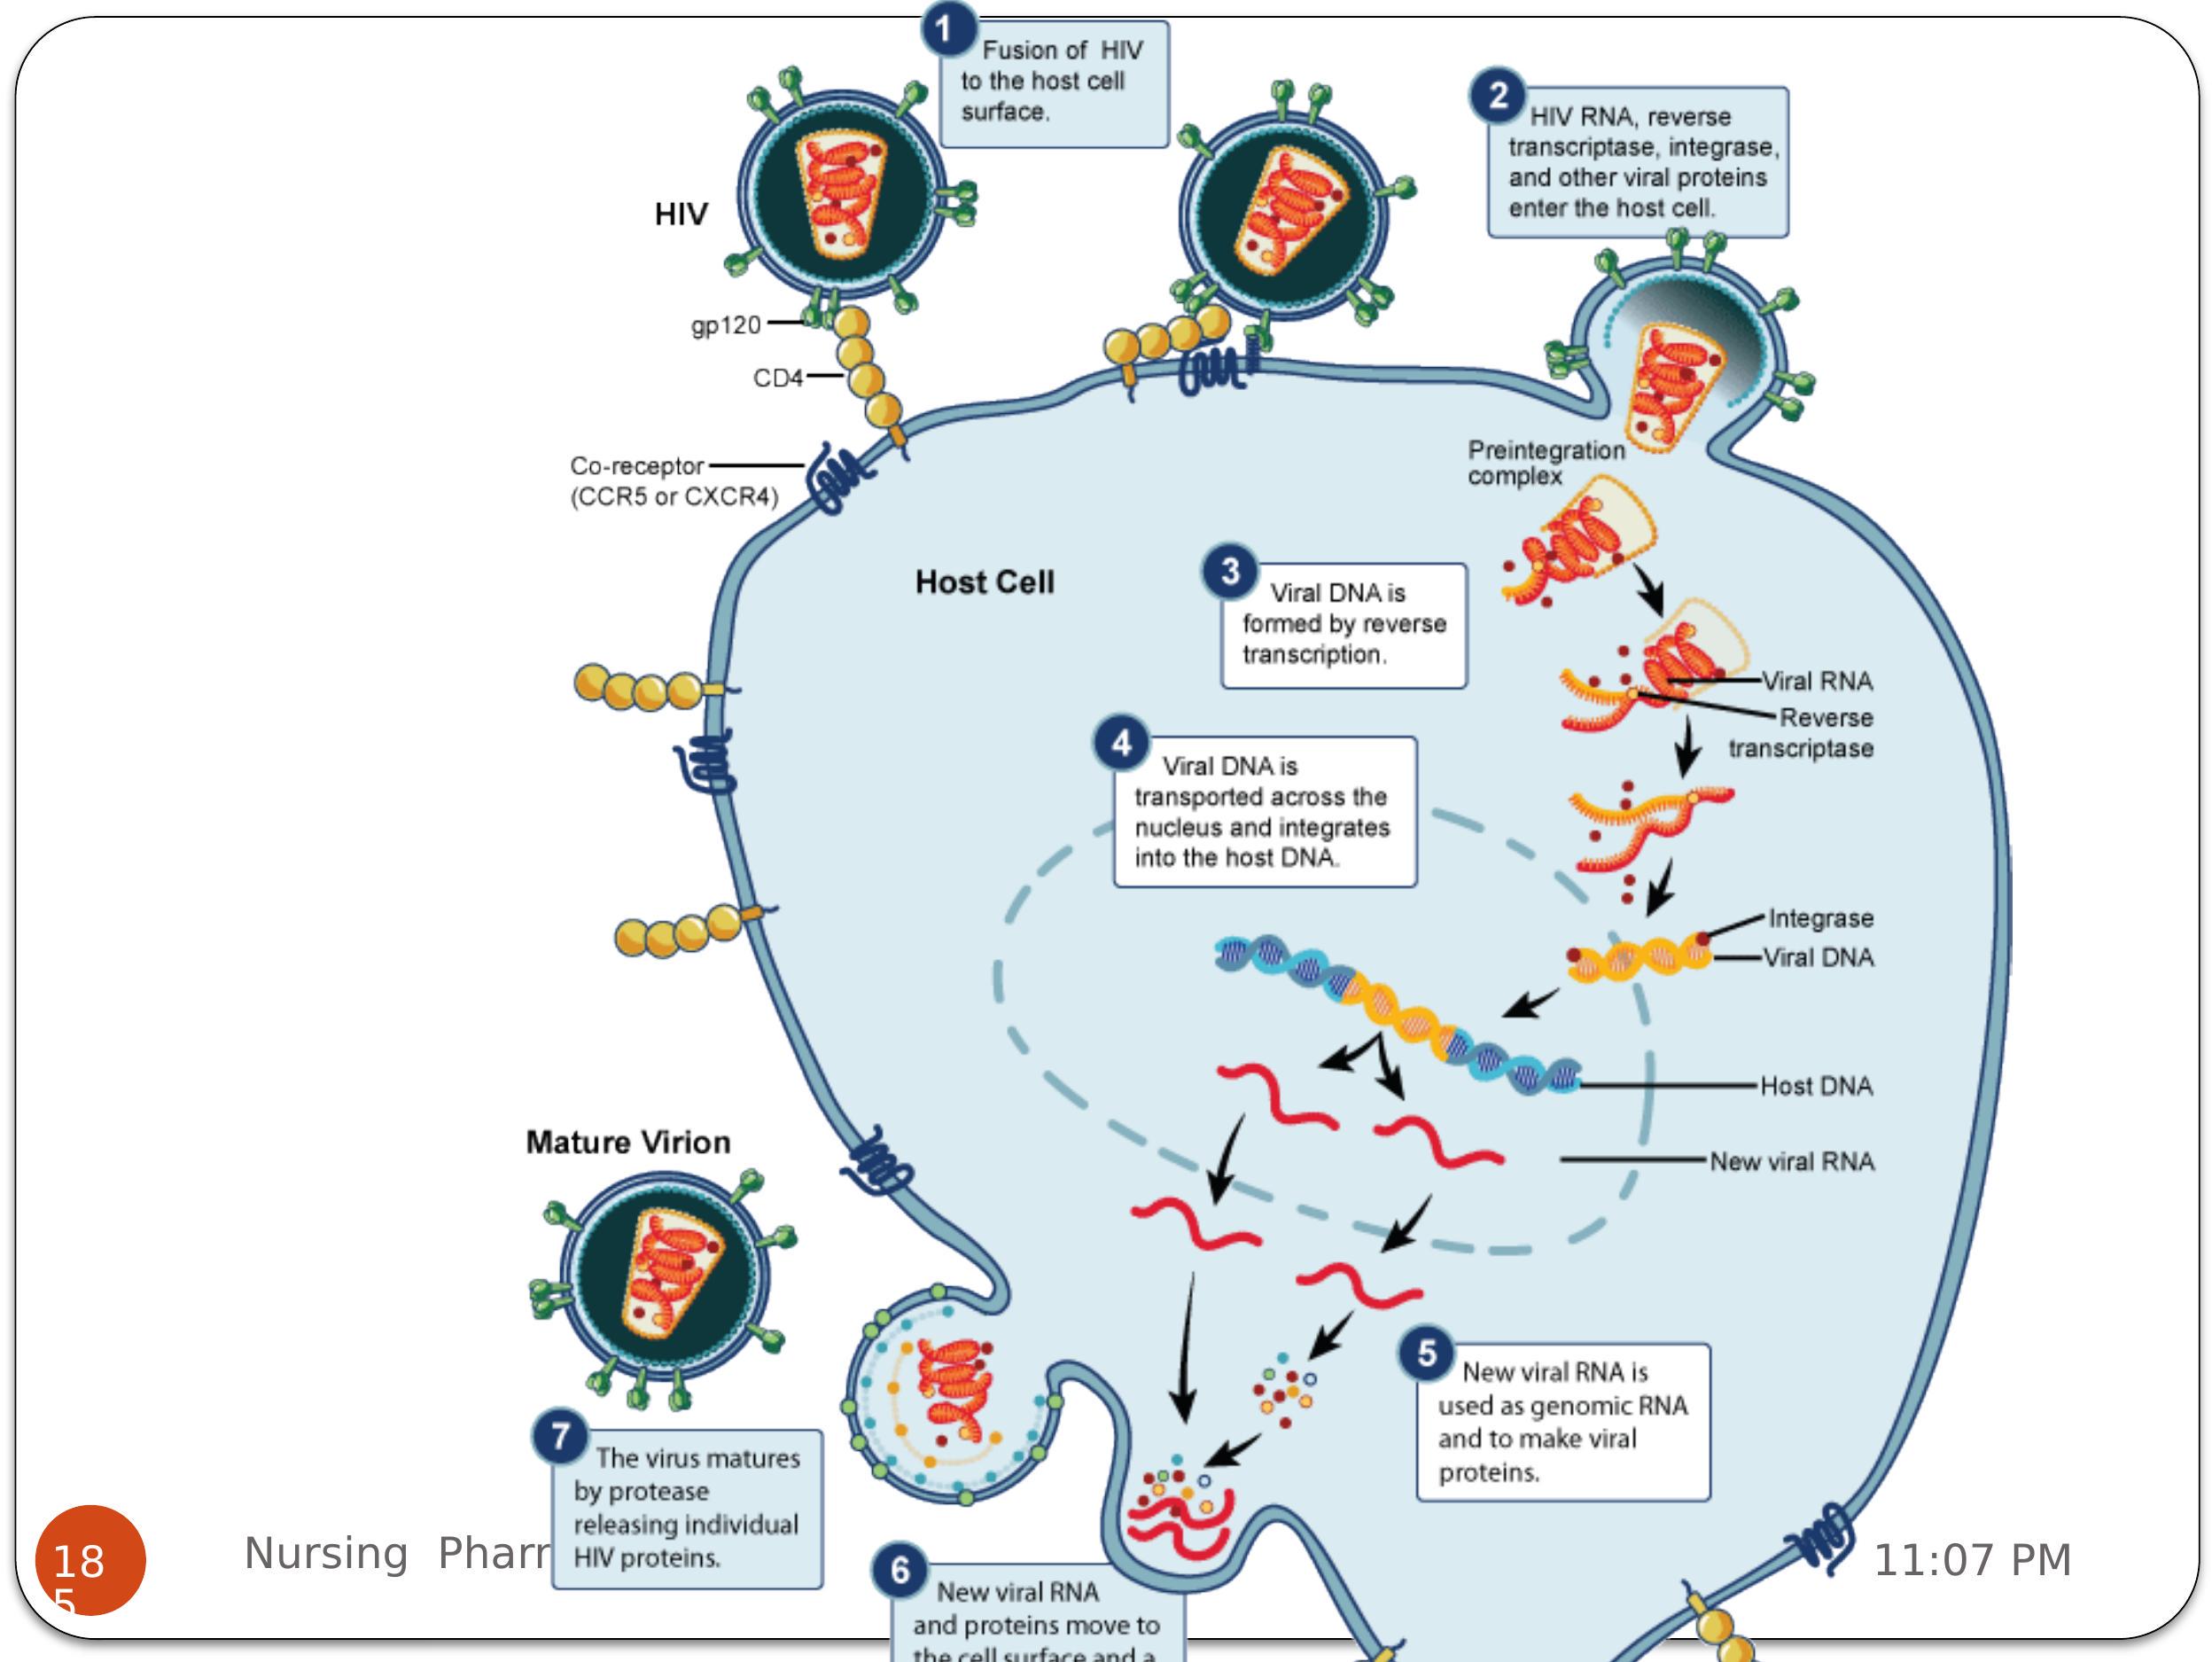 1
Fusion of HIV
to the host cell
surface.
2
HIV RNA, reverse
transcriptase, integrase,
and other viral proteins
enter the host cell.
HIV
gp120
CD4
Co-receptor
(CCR5 or CXCR4)
Preintegration
complex
Host Cell
3
Viral DNA is
formed by reverse
transcription.
Viral RNA
Reverse
transcriptase
4
Viral DNA is
transported across the
nucleus and integrates
into the host DNA.
Integrase
Viral DNA
Host DNA
New viral RNA
Mature Virion
5
New viral RNA is
used as genomic RNA
and to make viral
proteins.
7
The virus matures
by protease
releasing individual
HIV proteins.
6
New viral RNA
and proteins move to
the cell surface and a
18
5
Nursing Pharr
11:07 PM